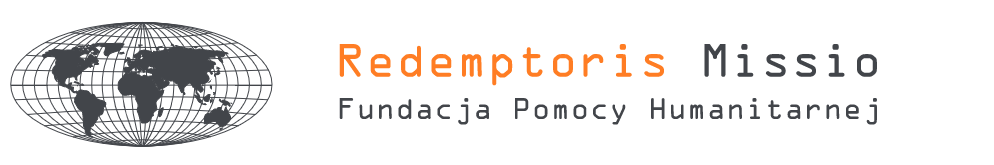 Redemptoris Missio
Fundacja Pomocy Humanitarnej